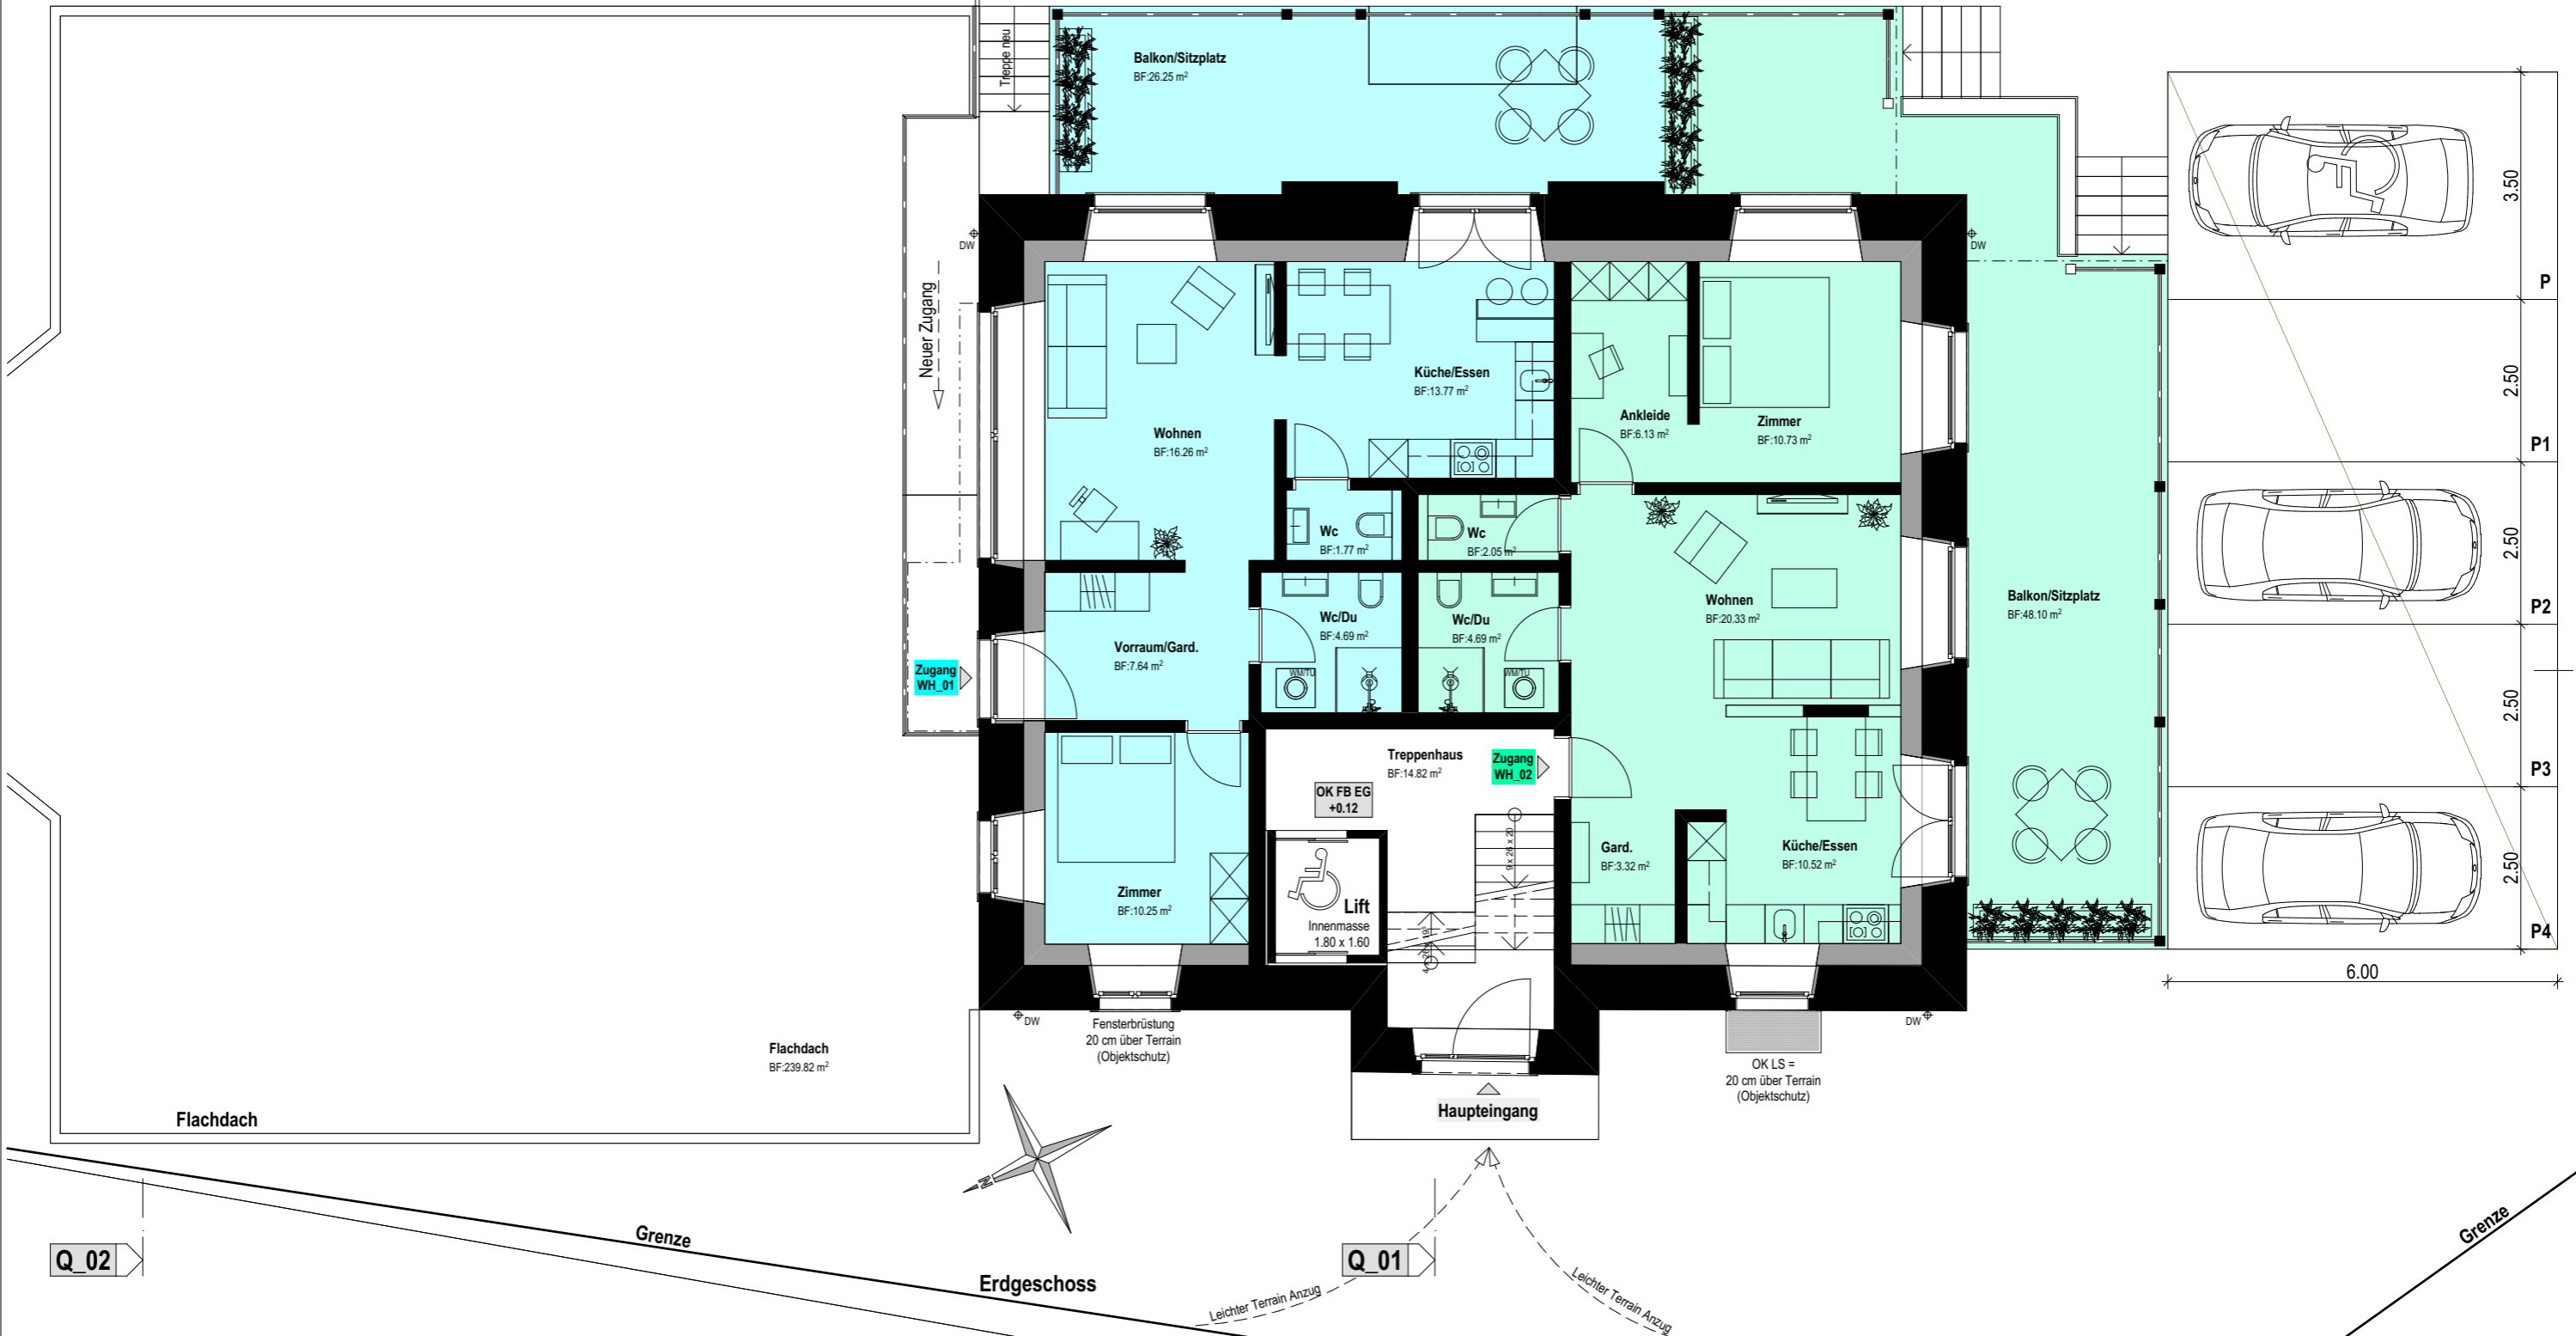 Treppe neu
Balkon/Sitzplatz
BF:26.25 m²
DW
DW
3.50
P
Neuer Zugang
Küche/Essen
BF:13.77 m²
Ankleide
BF:6.13 m²
Zimmer
BF:10.73 m²
2.50
P1
Wohnen
BF:16.26 m²
Wc
BF:1.77 m²
Wc
BF:2.05 m²
2.50
P2
Wohnen
BF:20.33 m²
Balkon/Sitzplatz
BF:48.10 m²
Wc/Du
BF:4.69 m²
WM/TU
Wc/Du
BF:4.69 m²
WM/TU
Vorraum/Gard.
BF:7.64 m²
Zugang
WH_01
2.50
P3
Treppenhaus
BF:14.82 m²
Zugang
WH_02
OK FB EG
+0.12
9 x 26 x 20
Gard.
BF:3.32 m²
Küche/Essen
BF:10.52 m²
Zimmer
BF:10.25 m²
Lift
Innenmasse
1.80 x 1.60
2.50
P4
6.00
DW
Fensterbrüstung
20 cm über Terrain
(Objektschutz)
DW
OK LS =
20 cm über Terrain
(Objektschutz)
Flachdach
BF:239.82 m²
Flachdach
Haupteingang
N
Grenze
Grenze
Q_02
Q_01
Erdgeschoss
Leichter Terrain Anzug
Leichter Terrain Anzug